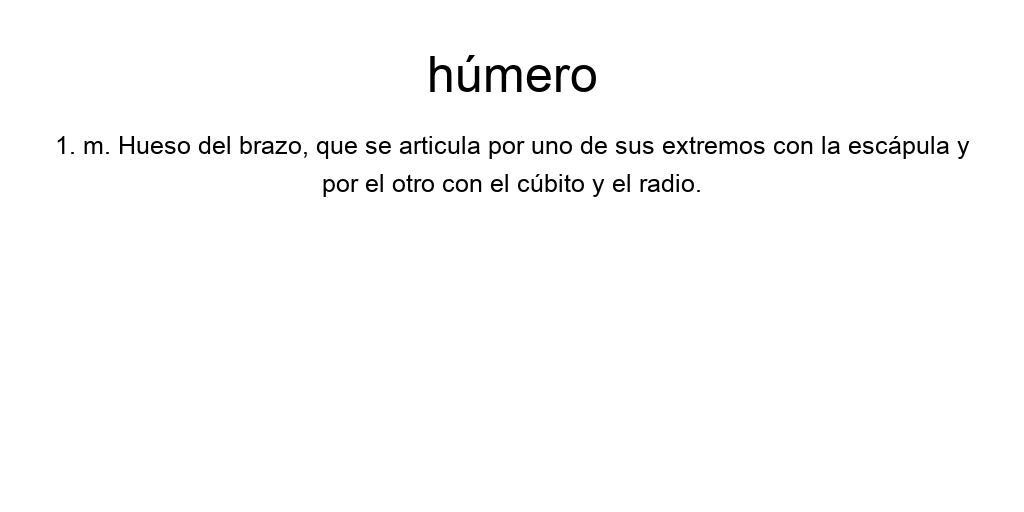 húmero
1. m. Hueso del brazo, que se articula por uno de sus extremos con la escápula y
por el otro con el cúbito y el radio.